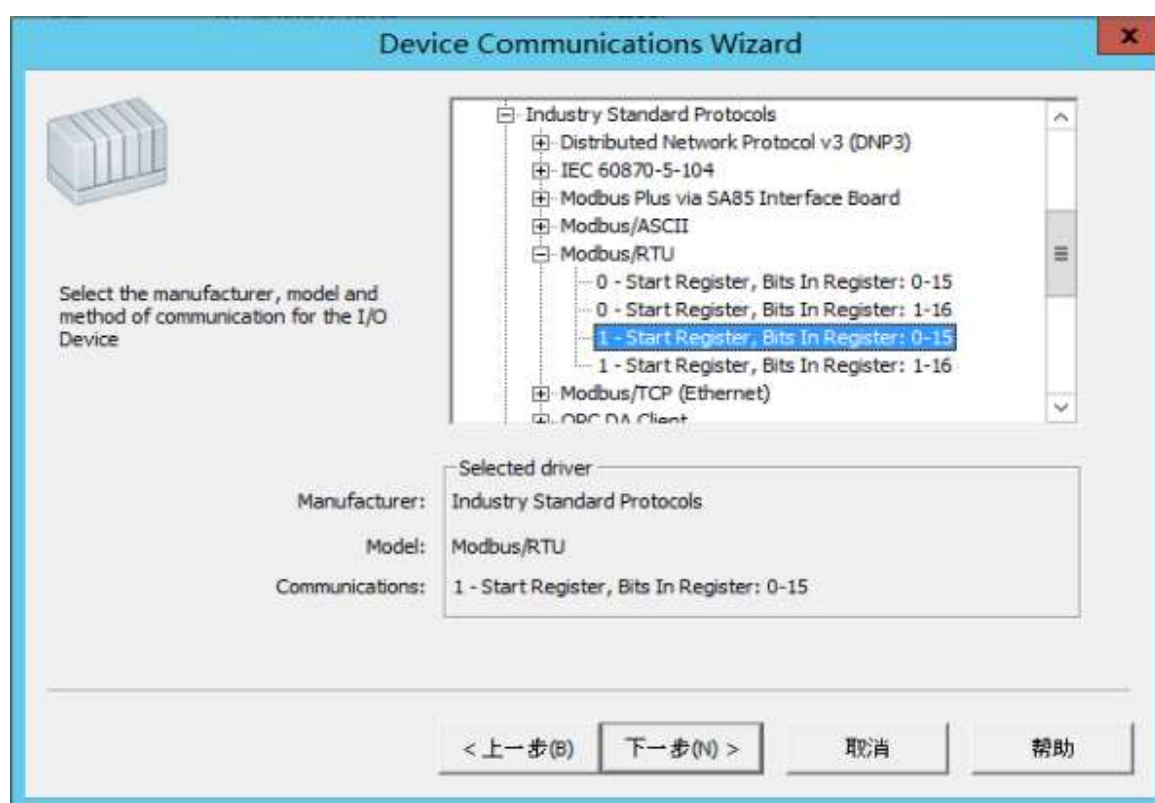 Device Communications Wizard
x
Industry Standard Protocols
Distributed Network Protocol v3 (DNP3)
IEC 60870-5-104
Modbus Plus via SA85 Interface Board
Modbus/ASCII
Modbus/RTU
0 - Start Register, Bits In Register: 0-15
0 - Start Register, Bits In Register: 1-16
1 - Start Register, Bits In Register: 0-15
1 - Start Register, Bits In Register: 1-16
Modbus/TCP (Ethernet)
OPC DA Client
Select the manufacturer, model and
method of communication for the I/O
Device
Selected driver
Manufacturer: Industry Standard Protocols
Model: Modbus/RTU
Communications: 1 - Start Register, Bits In Register: 0-15
< 上一步(B) 下一步(N) > 取消 帮助